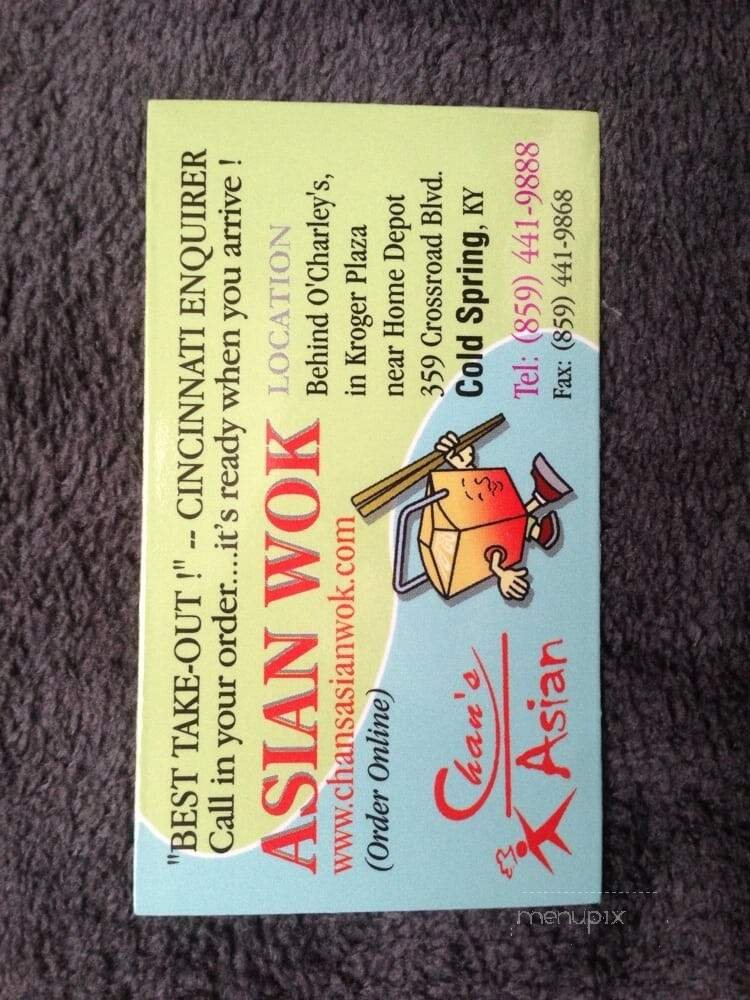 "BEST TAKE-OUT !" -- CINCINNATI ENQUIRER
Call in your order....it's ready when you arrive !
ASIAN WOK
www.chansasianwok.com
(Order Online)
LOCATION
Behind O'Charley's,
in Kroger Plaza
near Home Depot
359 Crossroad Blvd.
Cold Spring, KY
Tel: (859) 441-9888
Fax: (859) 441-9868
Chan's
Asian
menupix